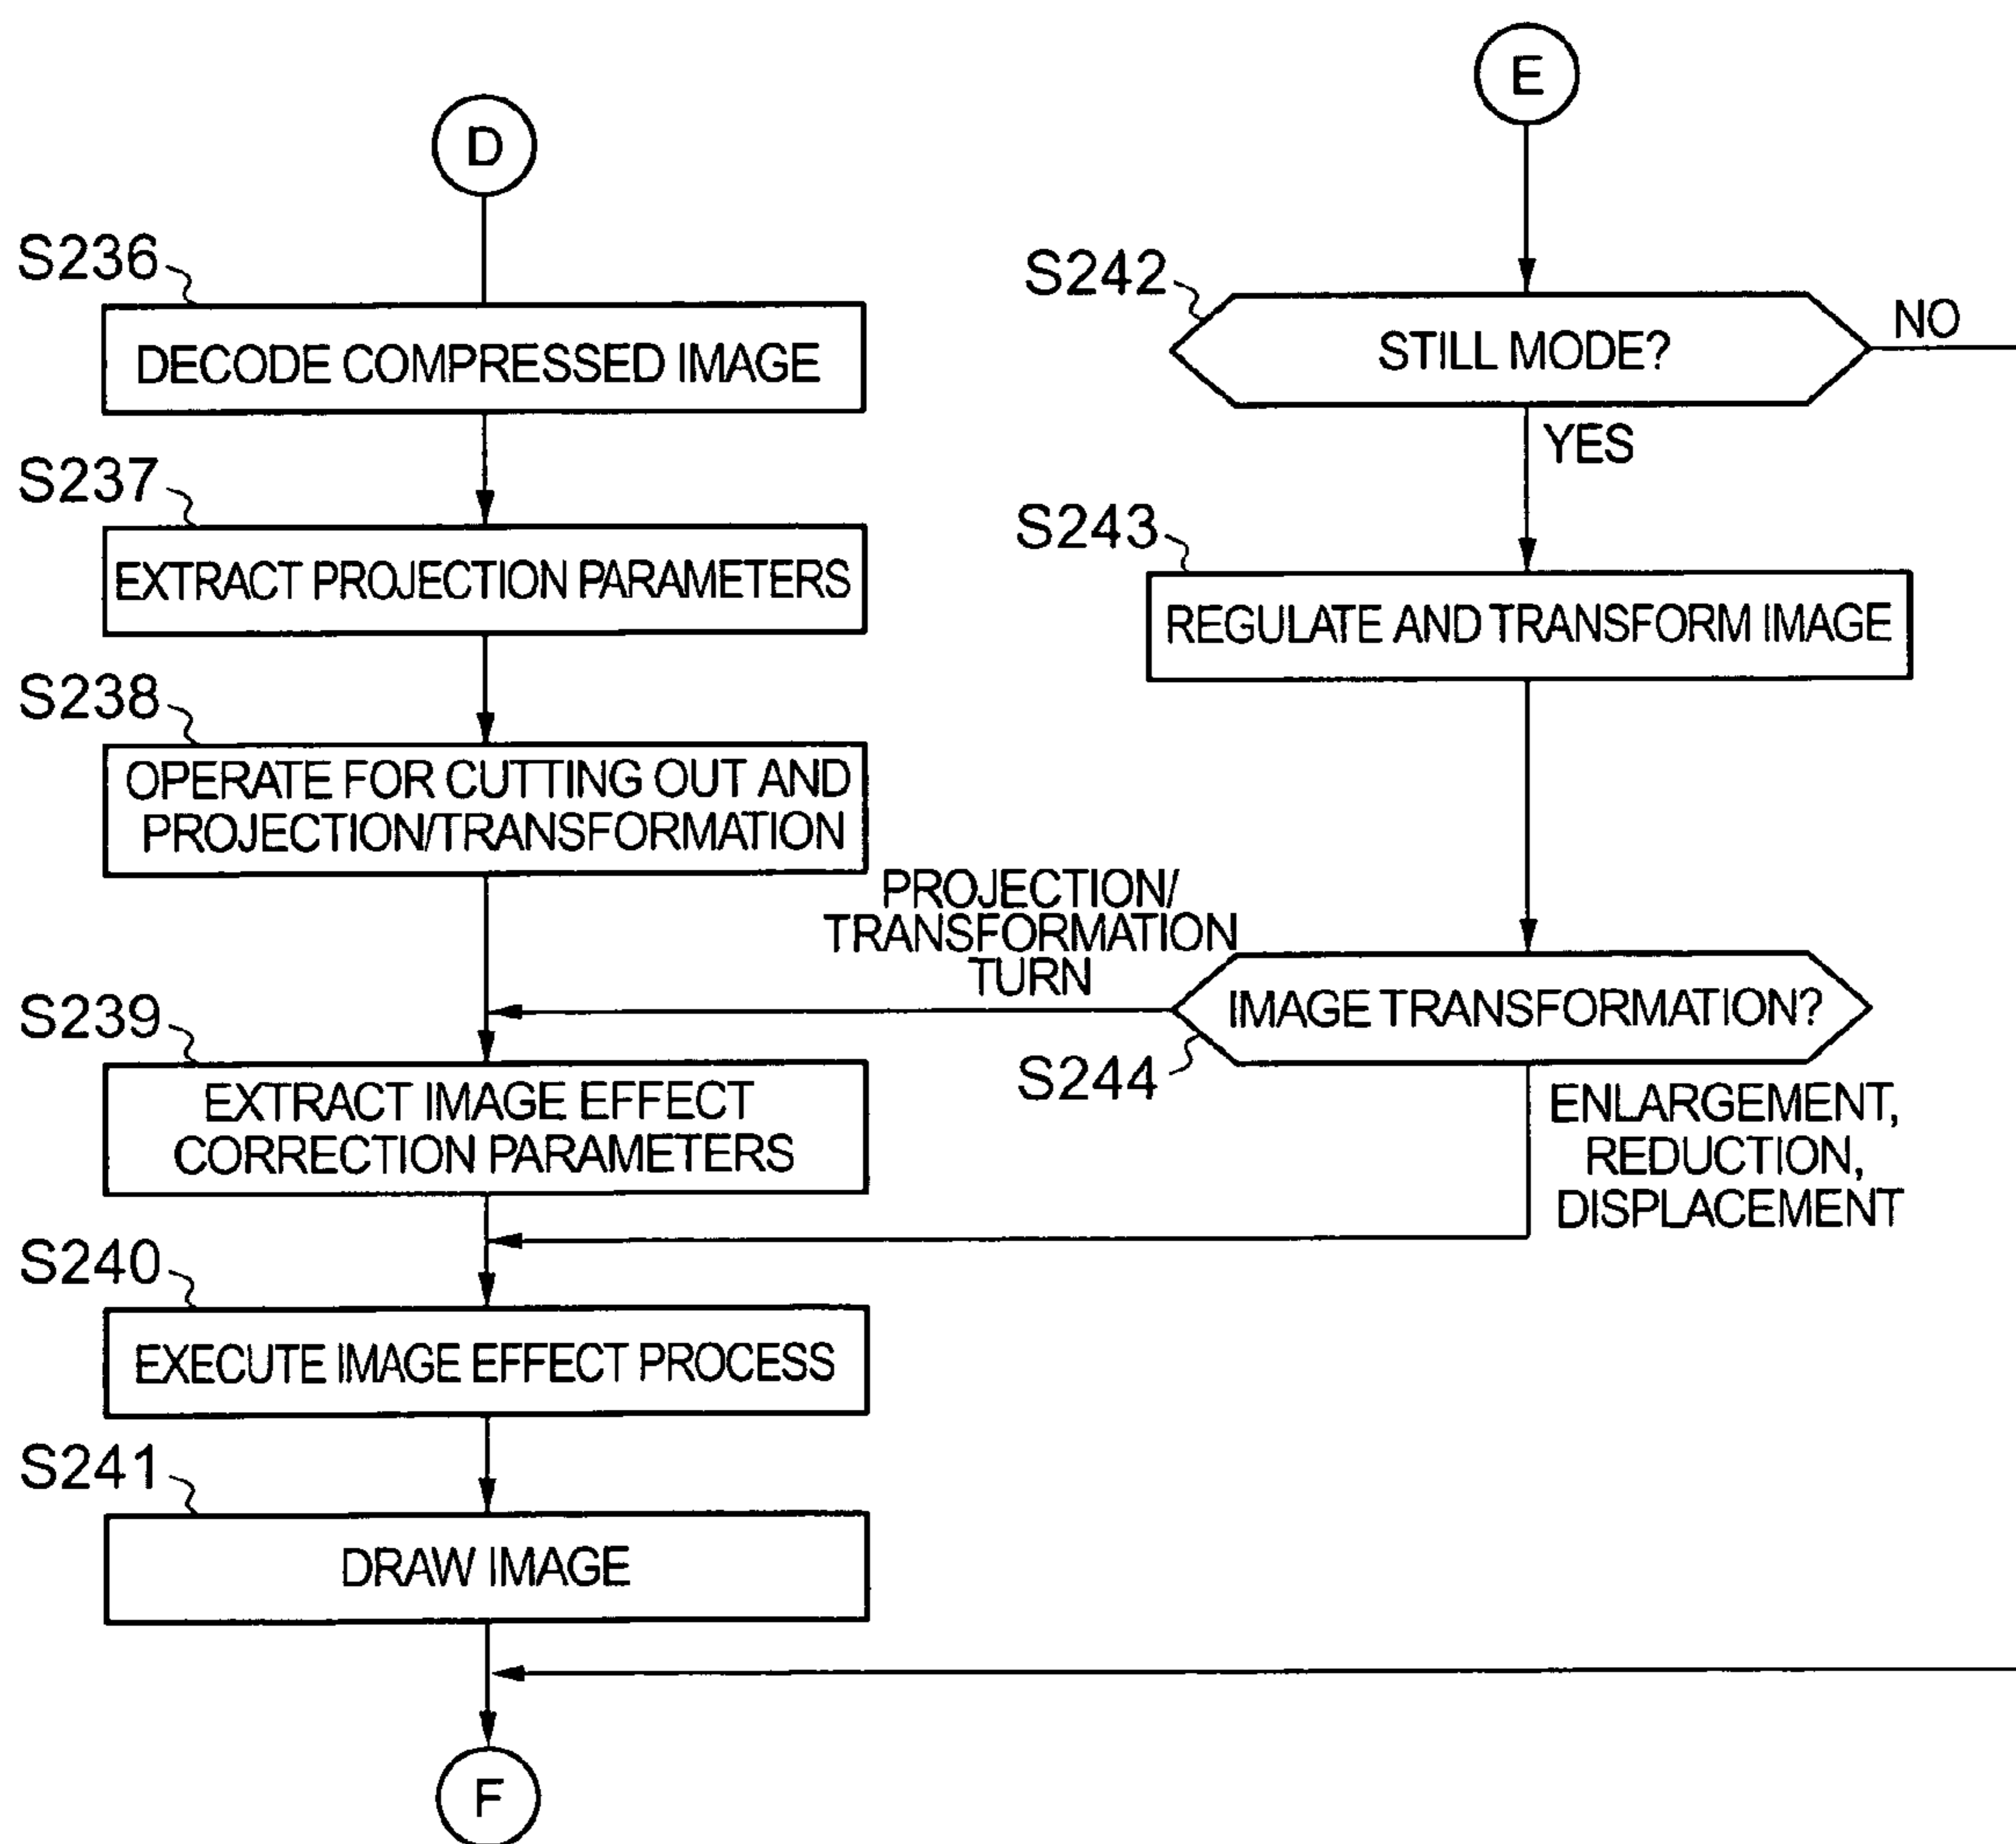 D
S236
DECODE COMPRESSED IMAGE
S237
EXTRACT PROJECTION PARAMETERS
S238
OPERATE FOR CUTTING OUT AND
PROJECTION/TRANSFORMATION
S239
EXTRACT IMAGE EFFECT
CORRECTION PARAMETERS
S240
EXECUTE IMAGE EFFECT PROCESS
S241
DRAW IMAGE
F
E
S242
STILL MODE?
NO
YES
S243
REGULATE AND TRANSFORM IMAGE
PROJECTION/
TRANSFORMATION
TURN
IMAGE TRANSFORMATION?
S244
ENLARGEMENT,
REDUCTION,
DISPLACEMENT